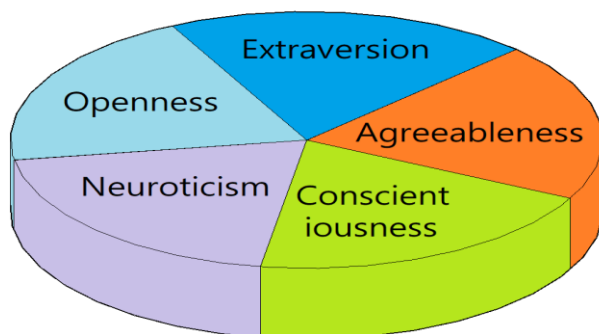 Extraversion
Openness
Agreeableness
Neuroticism
Conscient
iousness